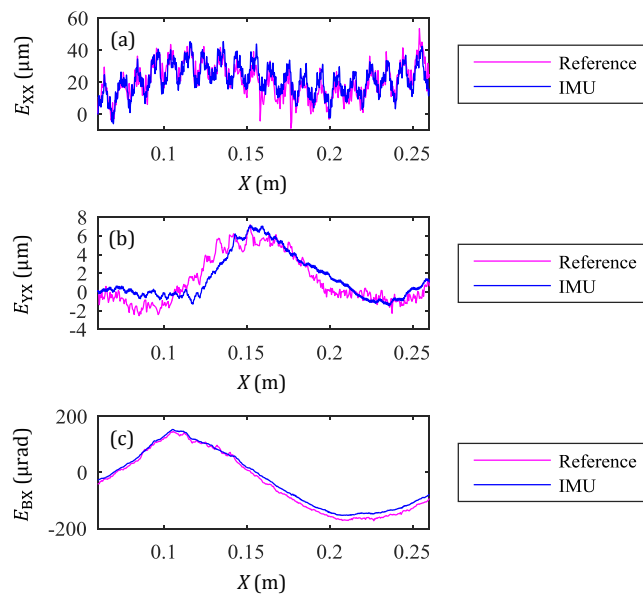 60
40
20
0
(a)
E_XX (μm)
0.1 0.15 0.2 0.25
X (m)
Reference
IMU
8
6
4
2
0
-2
-4
(b)
E_YX (μm)
0.1 0.15 0.2 0.25
X (m)
Reference
IMU
200
0
-200
(c)
E_BX (μrad)
0.1 0.15 0.2 0.25
X (m)
Reference
IMU